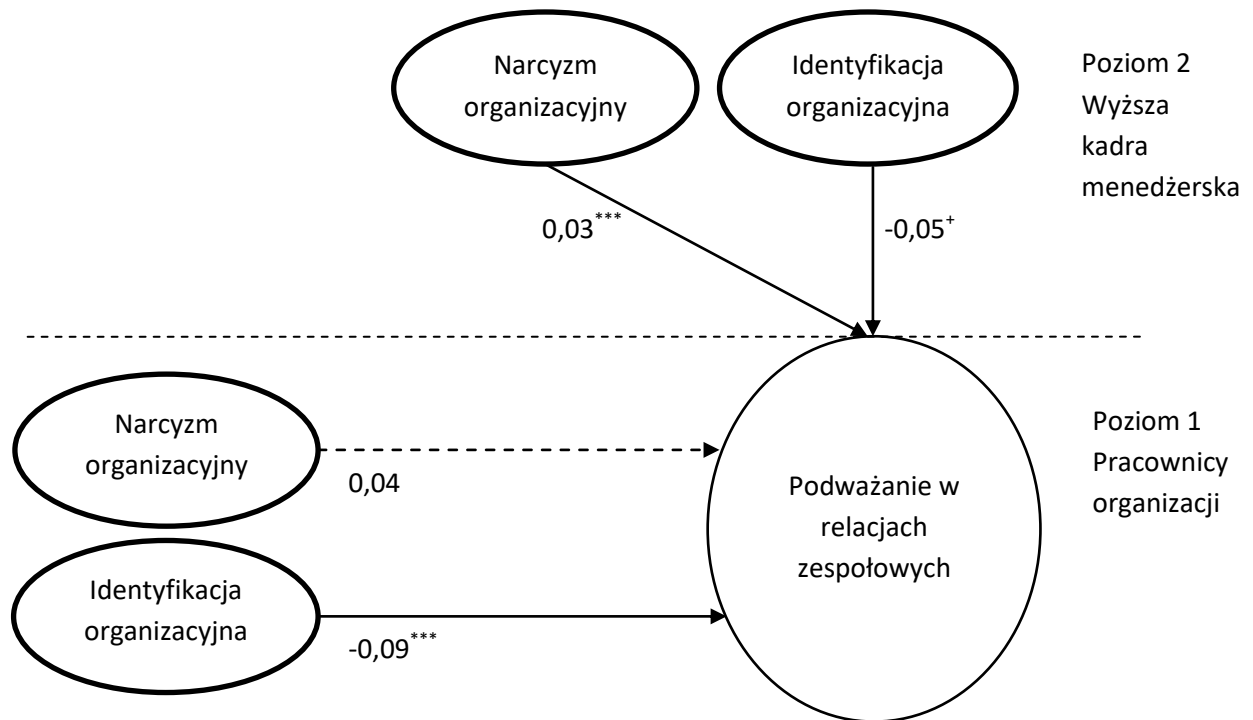 Narcyzm
organizacyjny
Identyfikacja
organizacyjna
Poziom 2
Wyższa
kadra
menedżerska
0,03***
-0,05+
Narcyzm
organizacyjny
0,04
Identyfikacja
organizacyjna
-0,09***
Podważanie w
relacjach
zespołowych
Poziom 1
Pracownicy
organizacji